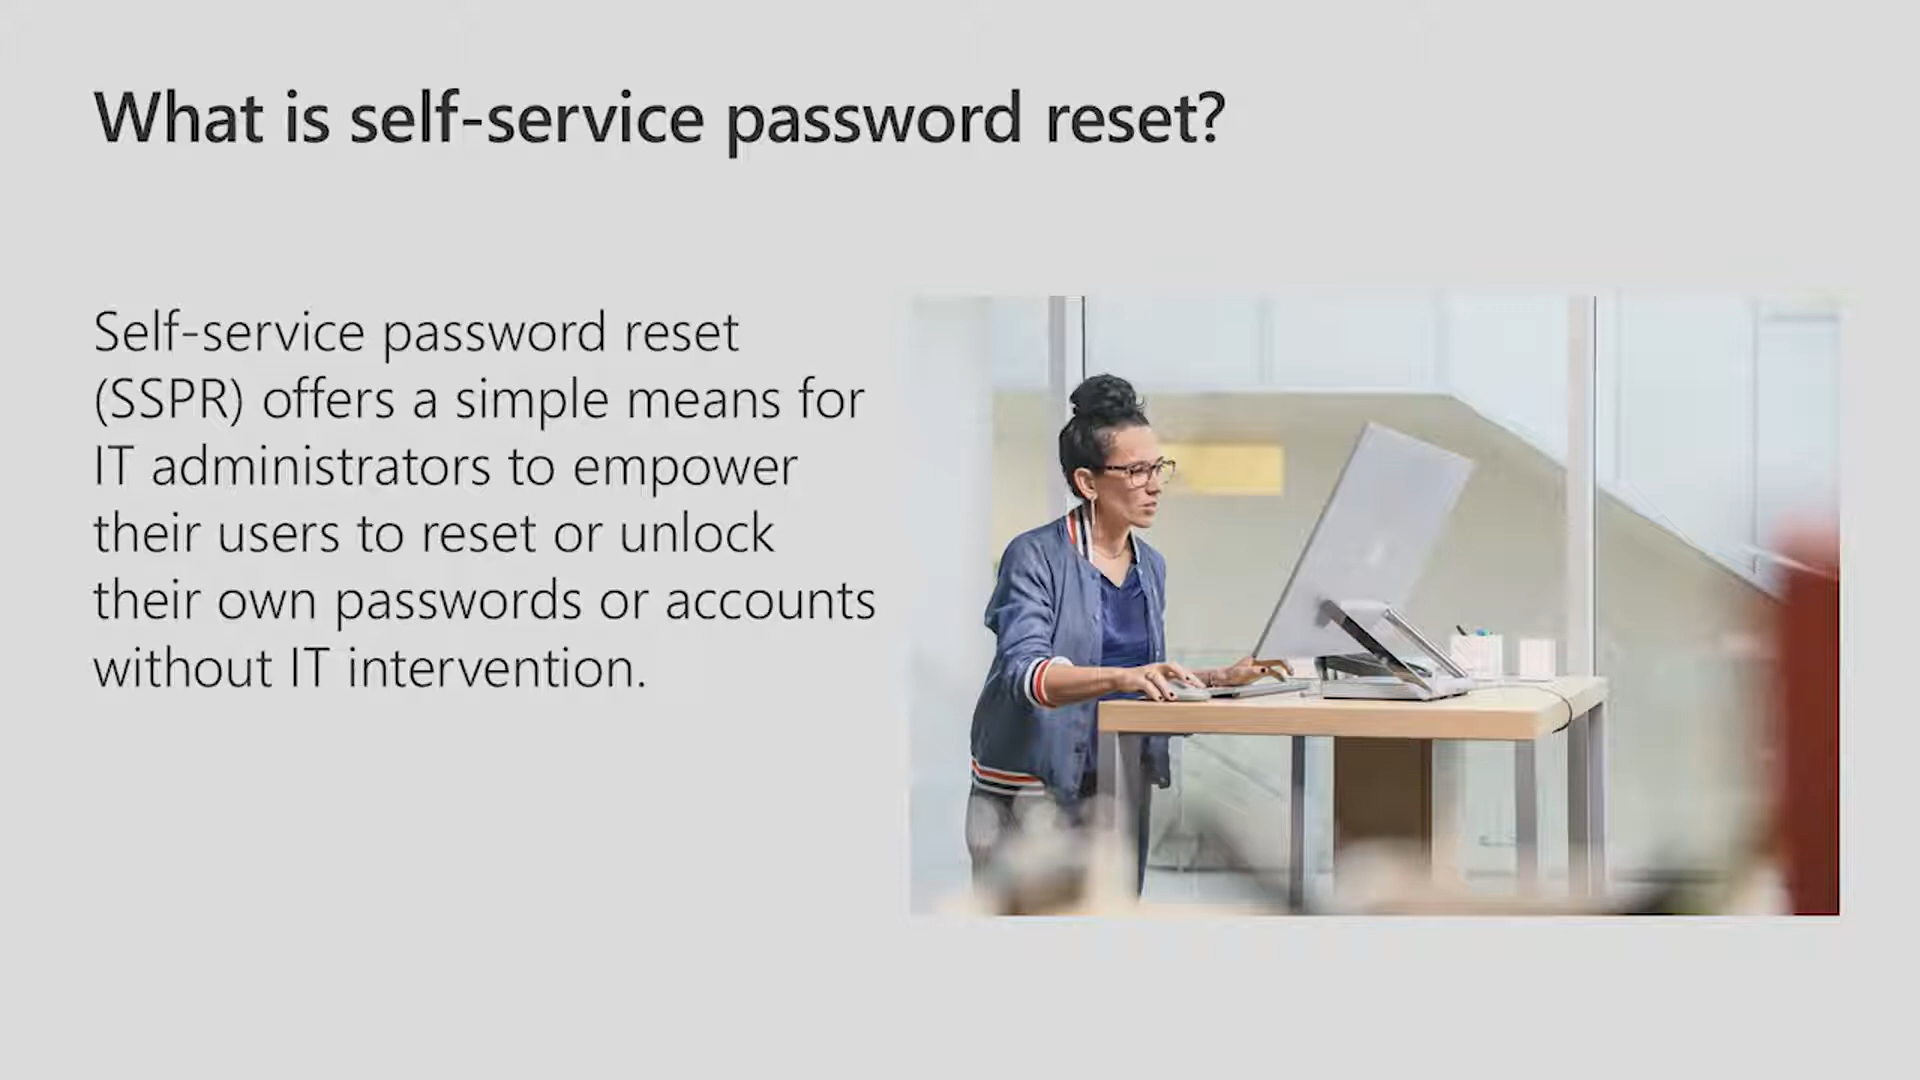 What is self-service password reset?
Self-service password reset
(SSPR) offers a simple means for
IT administrators to empower
their users to reset or unlock
their own passwords or accounts
without IT intervention.